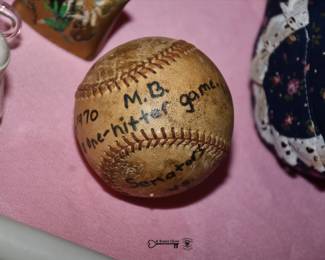 M.B.
1970
one-hitter game.
Senators